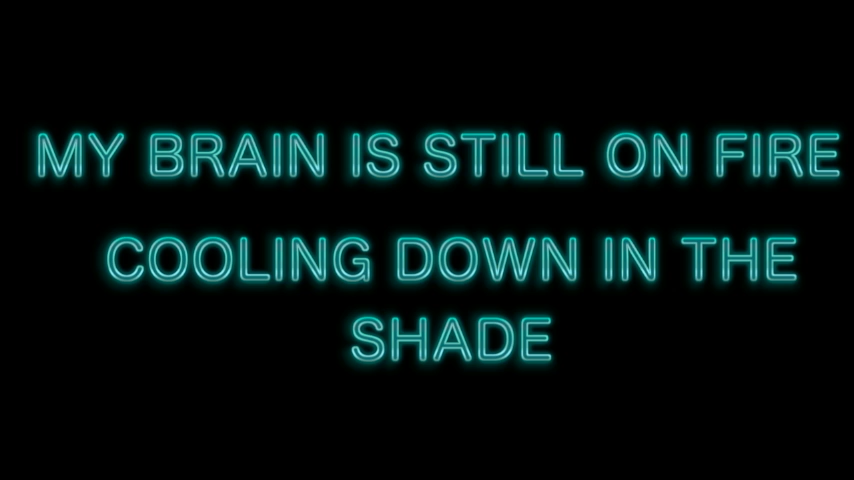 MY BRAIN IS STILL ON FIRE
COOLING DOWN IN THE
SHADE